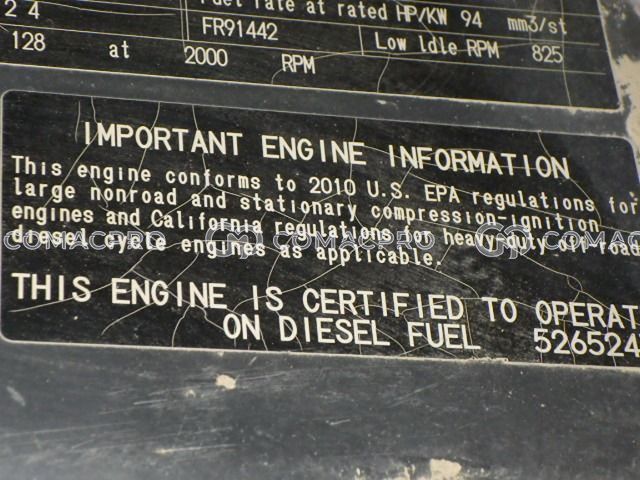 Fuel rate at rated HP/KW 94 mm3/st
2 4
FR91442
Low Idle RPM 825
128 at 2000 RPM
IMPORTANT ENGINE INFORMATION
This engine conforms to 2010 U.S. EPA regulations for
large nonroad and stationary compression-ignition
engines and California regulations for heavy-duty off-road
diesel cycle engines as applicable.
COMACPRO COMACPRO COMAC
THIS ENGINE IS CERTIFIED TO OPERAT
ON DIESEL FUEL 526524